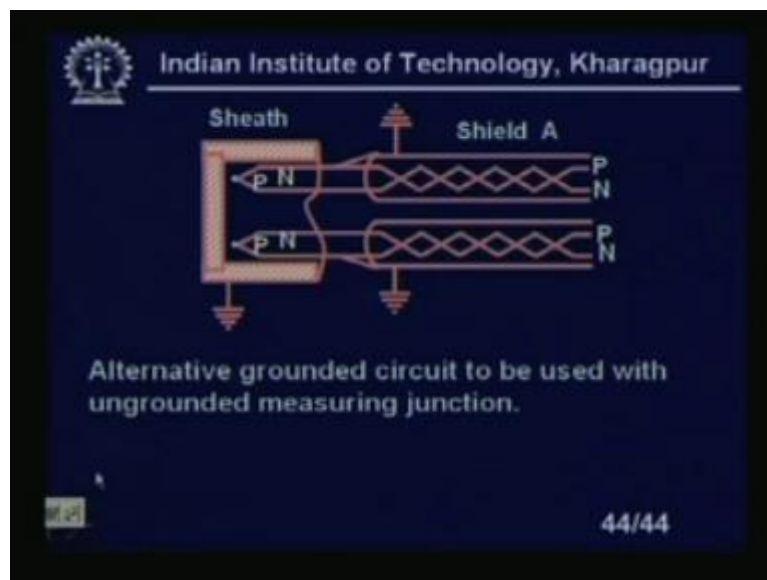 Indian Institute of Technology, Kharagpur
Sheath
Shield A
P N
P
N
P N
P
N
Alternative grounded circuit to be used with
ungrounded measuring junction.
44/44